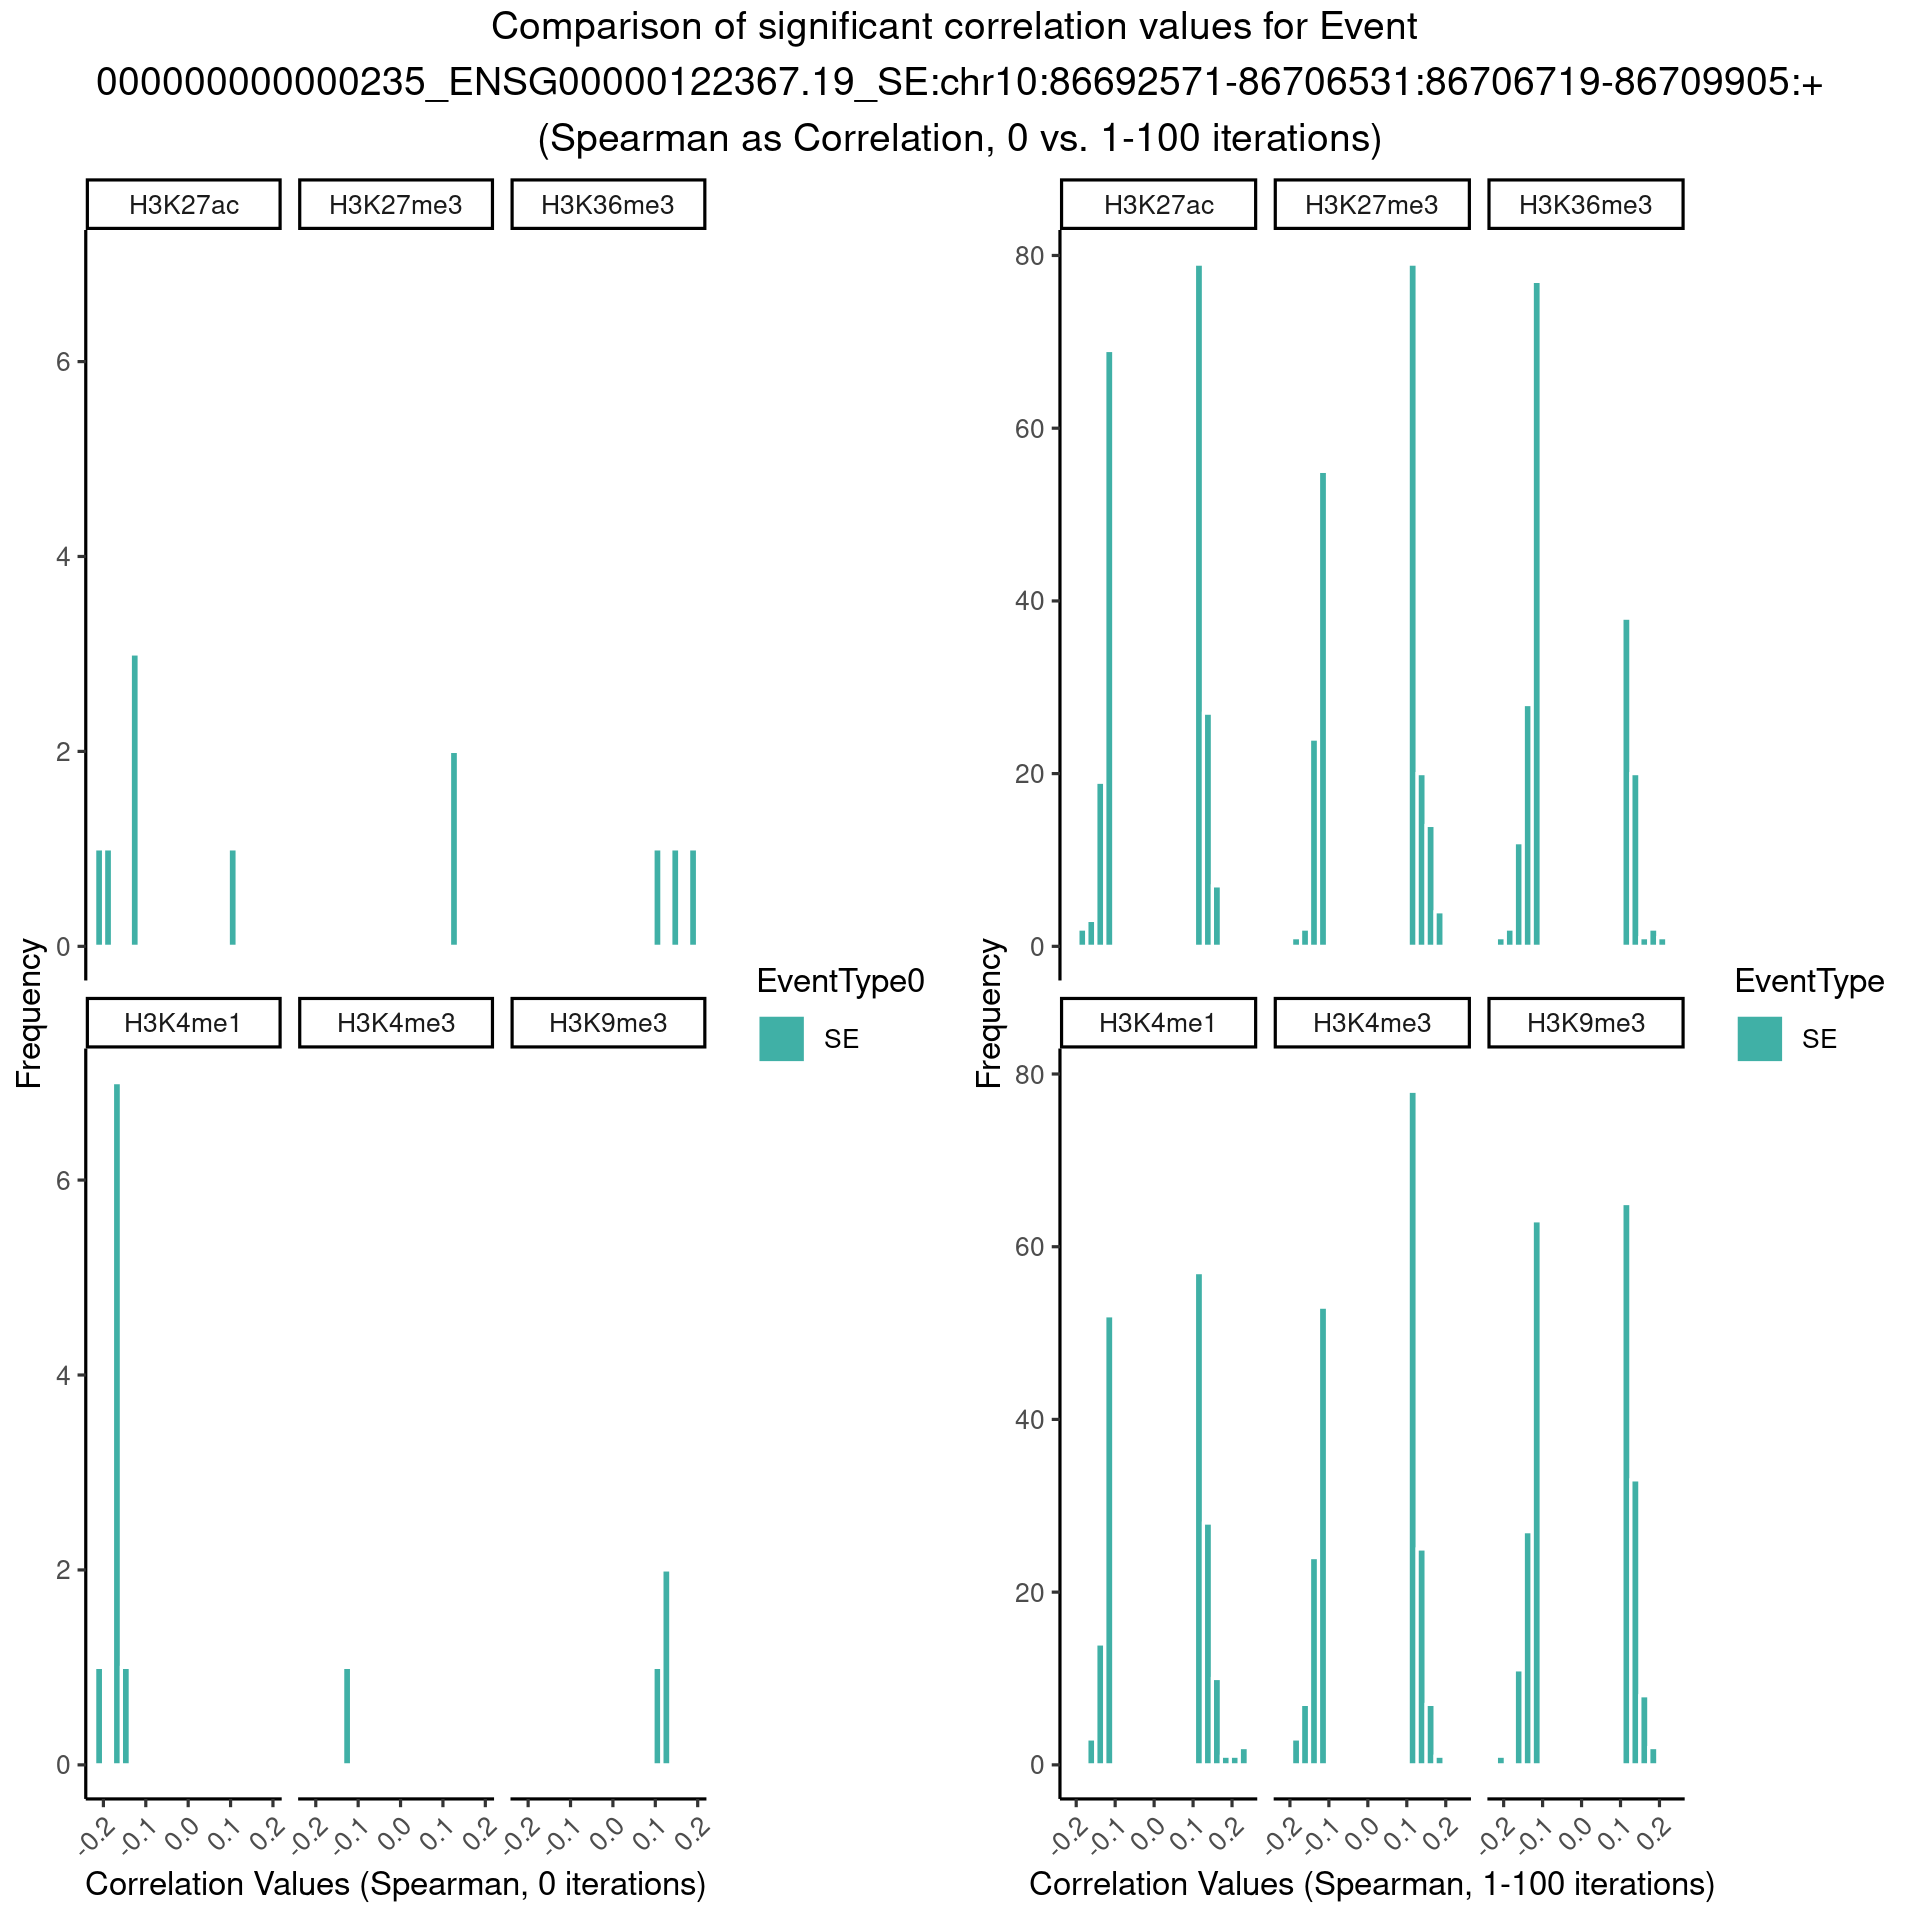 Comparison of significant correlation values for Event
000000000000235_ENSG00000122367.19_SE:chr10:86692571-86706531:86706719-86709905:+
(Spearman as Correlation, 0 vs. 1-100 iterations)
H3K27ac H3K27me3 H3K36me3
6
4
2
0
H3K4me1 H3K4me3 H3K9me3
6
4
2
0
-0.2 -0.1 0.0 0.1 0.2 -0.2 -0.1 0.0 0.1 0.2 -0.2 -0.1 0.0 0.1 0.2
Correlation Values (Spearman, 0 iterations)
Frequency
EventType0
SE
H3K27ac H3K27me3 H3K36me3
80
60
40
20
0
H3K4me1 H3K4me3 H3K9me3
80
60
40
20
0
-0.2 -0.1 0.0 0.1 0.2 -0.2 -0.1 0.0 0.1 0.2 -0.2 -0.1 0.0 0.1 0.2
Correlation Values (Spearman, 1-100 iterations)
Frequency
EventType
SE